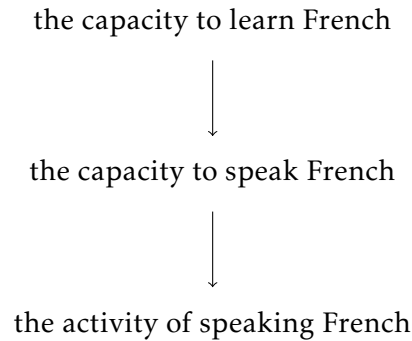 the capacity to learn French
the capacity to speak French
the activity of speaking French